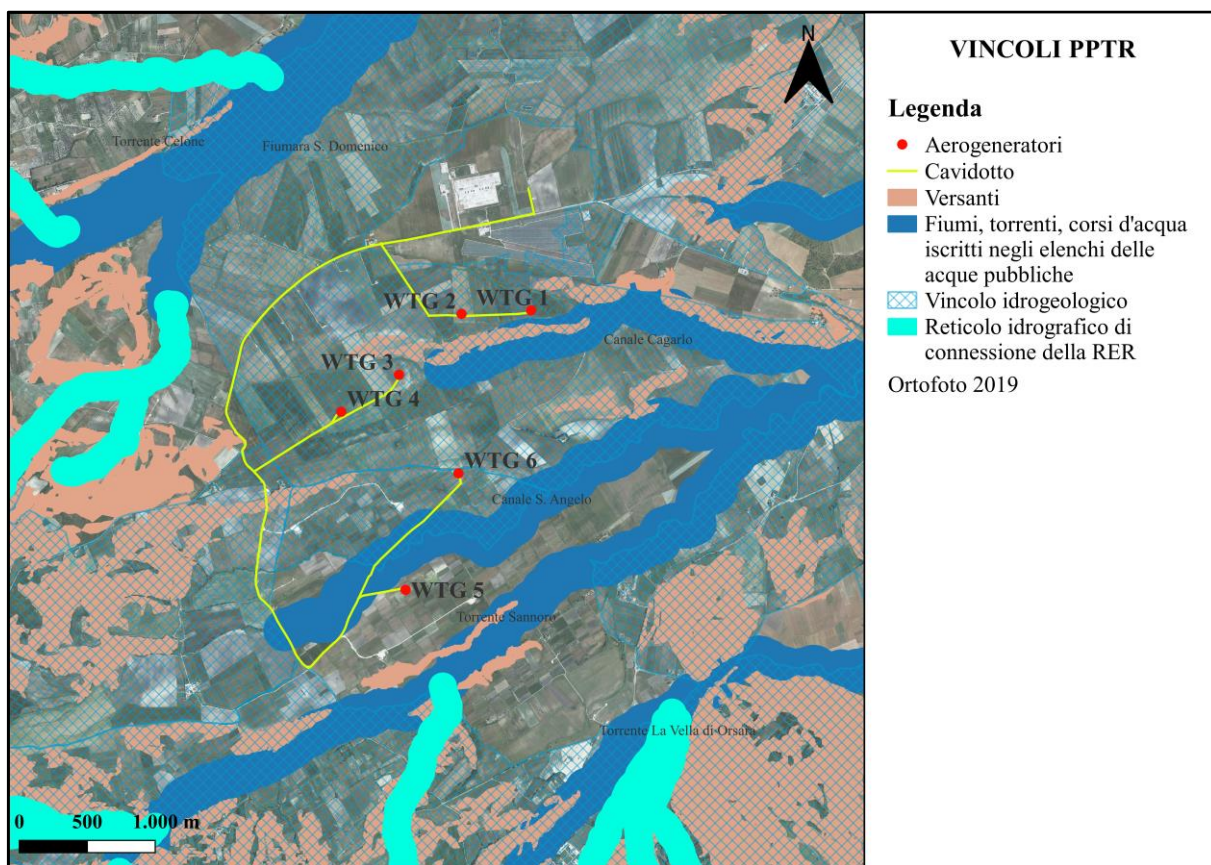 N
Torrente Celone
Fiumara S. Domenico
WTG 2
WTG 1
Canale Cagarlo
WTG 3
WTG 4
WTG 6
Canale S. Angelo
WTG 5
Torrente Sannoro
Torrente La Vella di Orsara
0 500 1.000 m
VINCOLI PPTR
Legenda
Aerogeneratori
Cavidotto
Versanti
Fiumi, torrenti, corsi d'acqua
iscritti negli elenchi delle
acque pubbliche
Vincolo idrogeologico
Reticolo idrografico di
connessione della RER
Ortofoto 2019